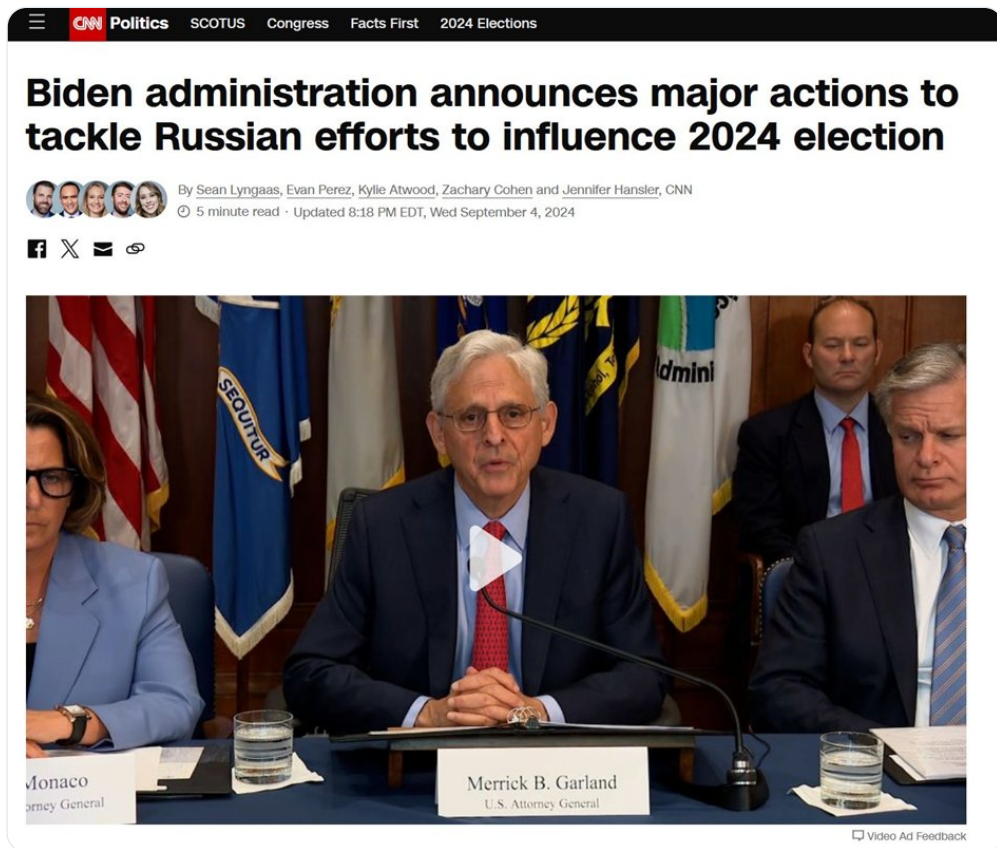 CNN Politics SCOTUS Congress Facts First 2024 Elections
Biden administration announces major actions to
tackle Russian efforts to influence 2024 election
By Sean Lyngaas, Evan Perez, Kylie Atwood, Zachary Cohen and Jennifer Hansler, CNN
5 minute read · Updated 8:18 PM EDT, Wed September 4, 2024
SEQUITUR
Admini
Monaco
orney General
Merrick B. Garland
U.S. Attorney General
Video Ad Feedback